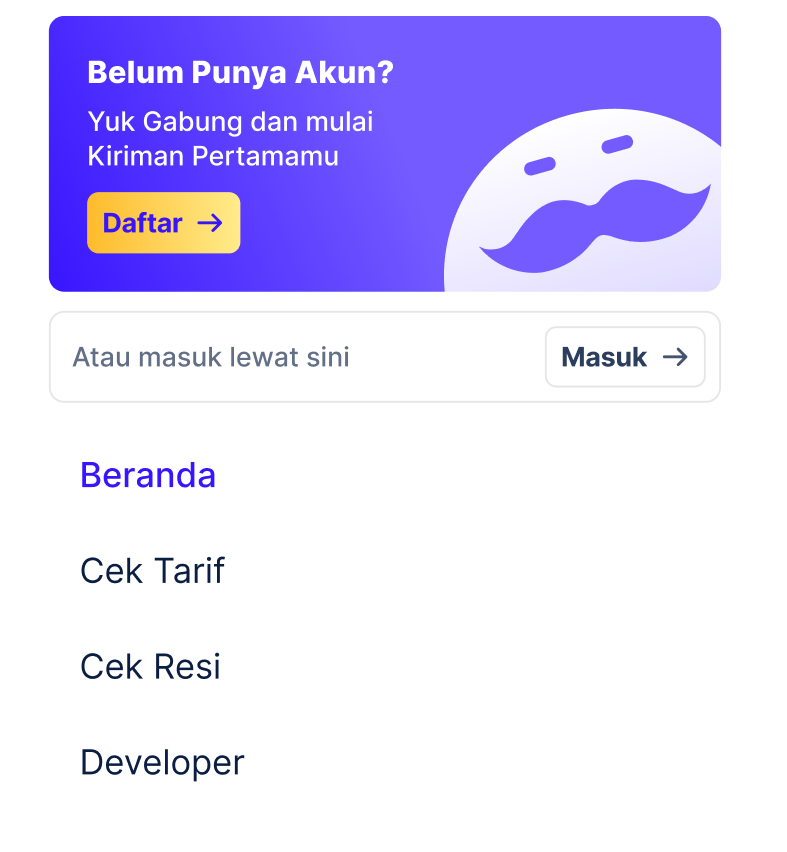 Belum Punya Akun?
Yuk Gabung dan mulai
Kiriman Pertamamu
Daftar
Atau masuk lewat sini
Masuk
Beranda
Cek Tarif
Cek Resi
Developer